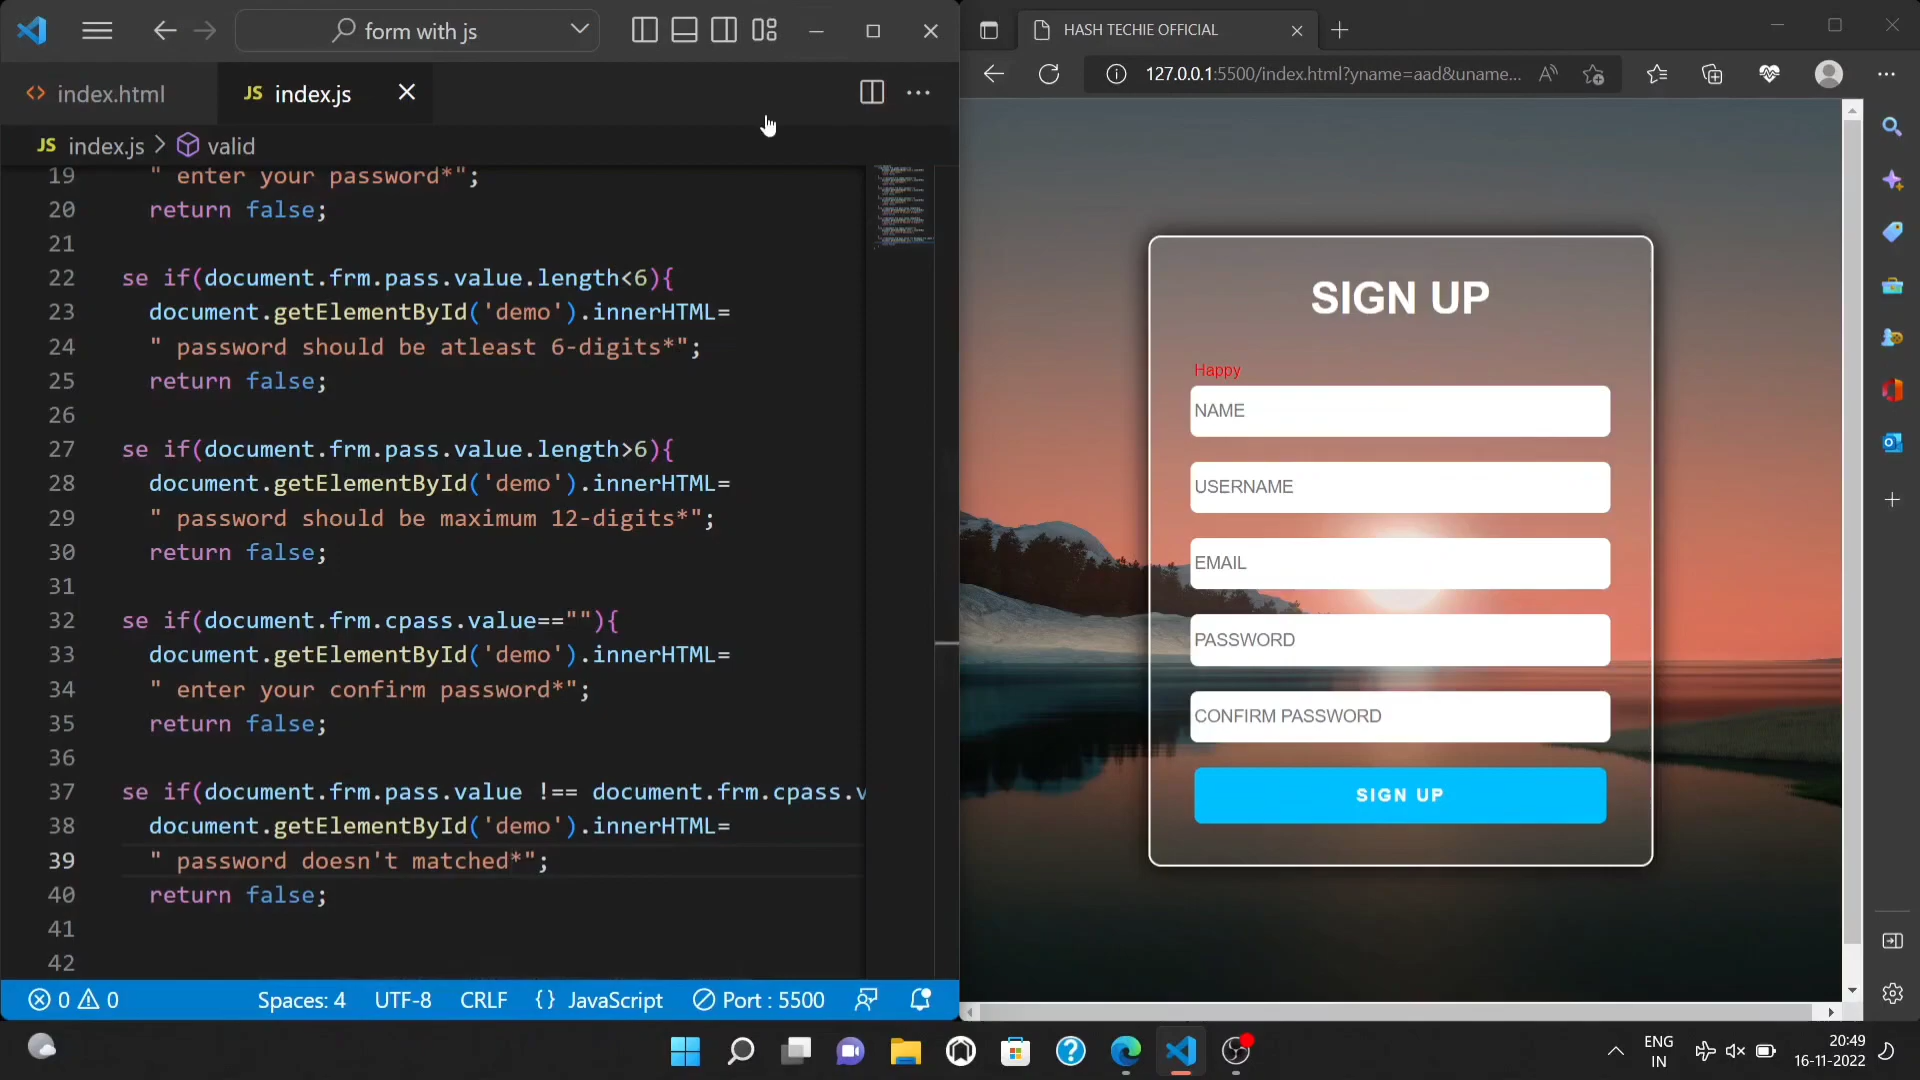 form with js
index.html
JS index.js
JS index.js > valid
19 " enter your password*";
20 return false;
21
22 se if(document.frm.pass.value.length<6){
23 document.getElementById('demo').innerHTML=
24 " password should be atleast 6-digits*";
25 return false;
26
27 se if(document.frm.pass.value.length>6){
28 document.getElementById('demo').innerHTML=
29 " password should be maximum 12-digits*";
30 return false;
31
32 se if(document.frm.cpass.value==""){
33 document.getElementById('demo').innerHTML=
34 " enter your confirm password*";
35 return false;
36
37 se if(document.frm.pass.value !== document.frm.cpass.v
38 document.getElementById('demo').innerHTML=
39 " password doesn't matched*";
40 return false;
41
42
0 0 Spaces: 4 UTF-8 CRLF {} JavaScript Port : 5500
HASH TECHIE OFFICIAL
127.0.0.1:5500/index.html?yname=aad&uname...
SIGN UP
Happy
NAME
USERNAME
EMAIL
PASSWORD
CONFIRM PASSWORD
SIGN UP
ENG
IN
20:49
16-11-2022